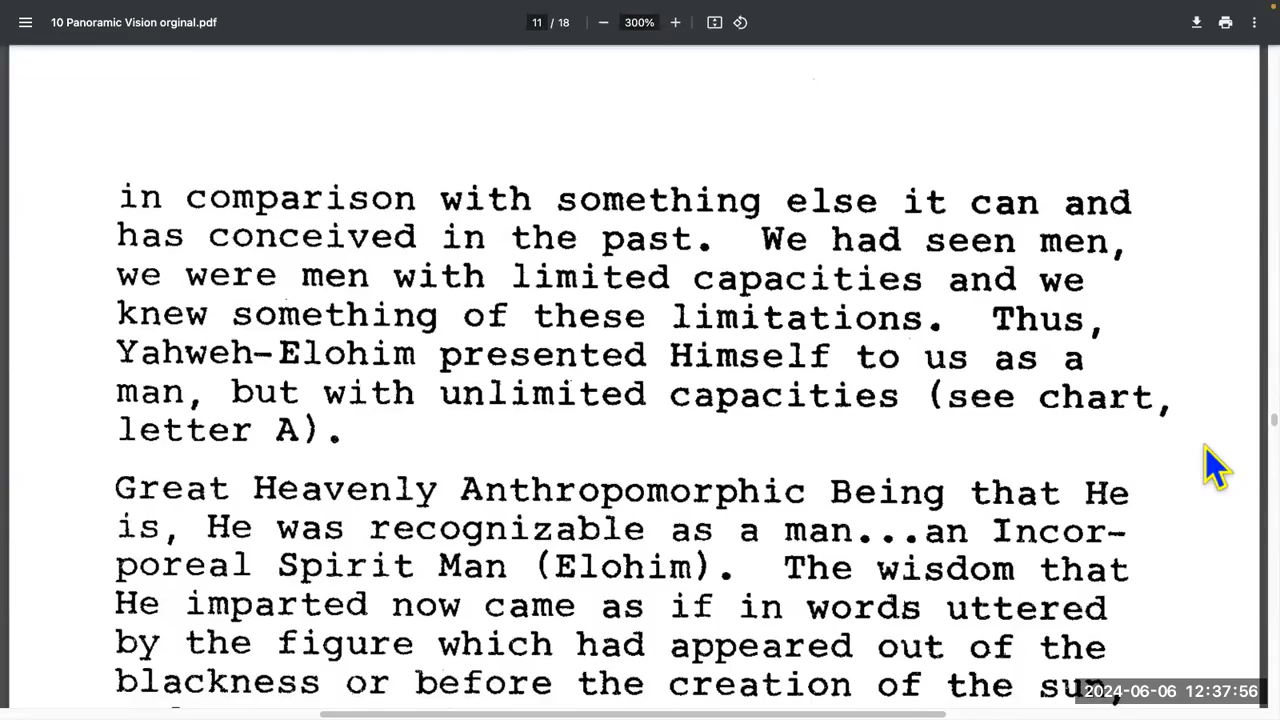 10 Panoramic Vision orginal.pdf
11 / 18
300%
in comparison with something else it can and
has conceived in the past. We had seen men,
we were men with limited capacities and we
knew something of these limitations. Thus,
Yahweh-Elohim presented Himself to us as a
man, but with unlimited capacities (see chart,
letter A).
Great Heavenly Anthropomorphic Being that He
is, He was recognizable as a man...an Incor-
poreal Spirit Man (Elohim). The wisdom that
He imparted now came as if in words uttered
by the figure which had appeared out of the
blackness or before the creation of the sun,
2024-06-06 12:37:56